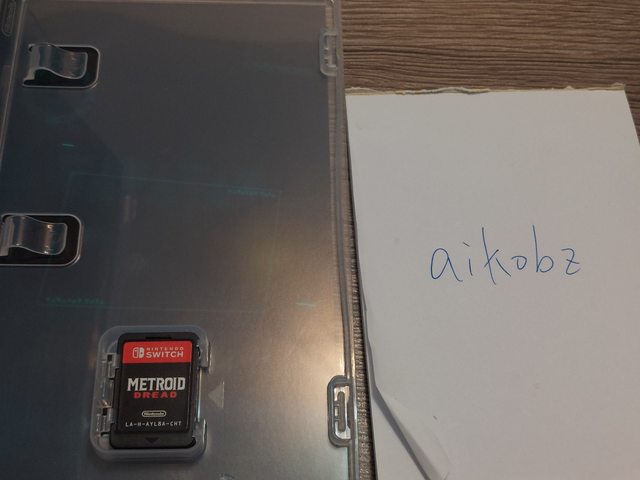 NINTENDO
SWITCH
METROID
DREAD
Nintendo
LA-H-AYL8A-CHT
aikobz